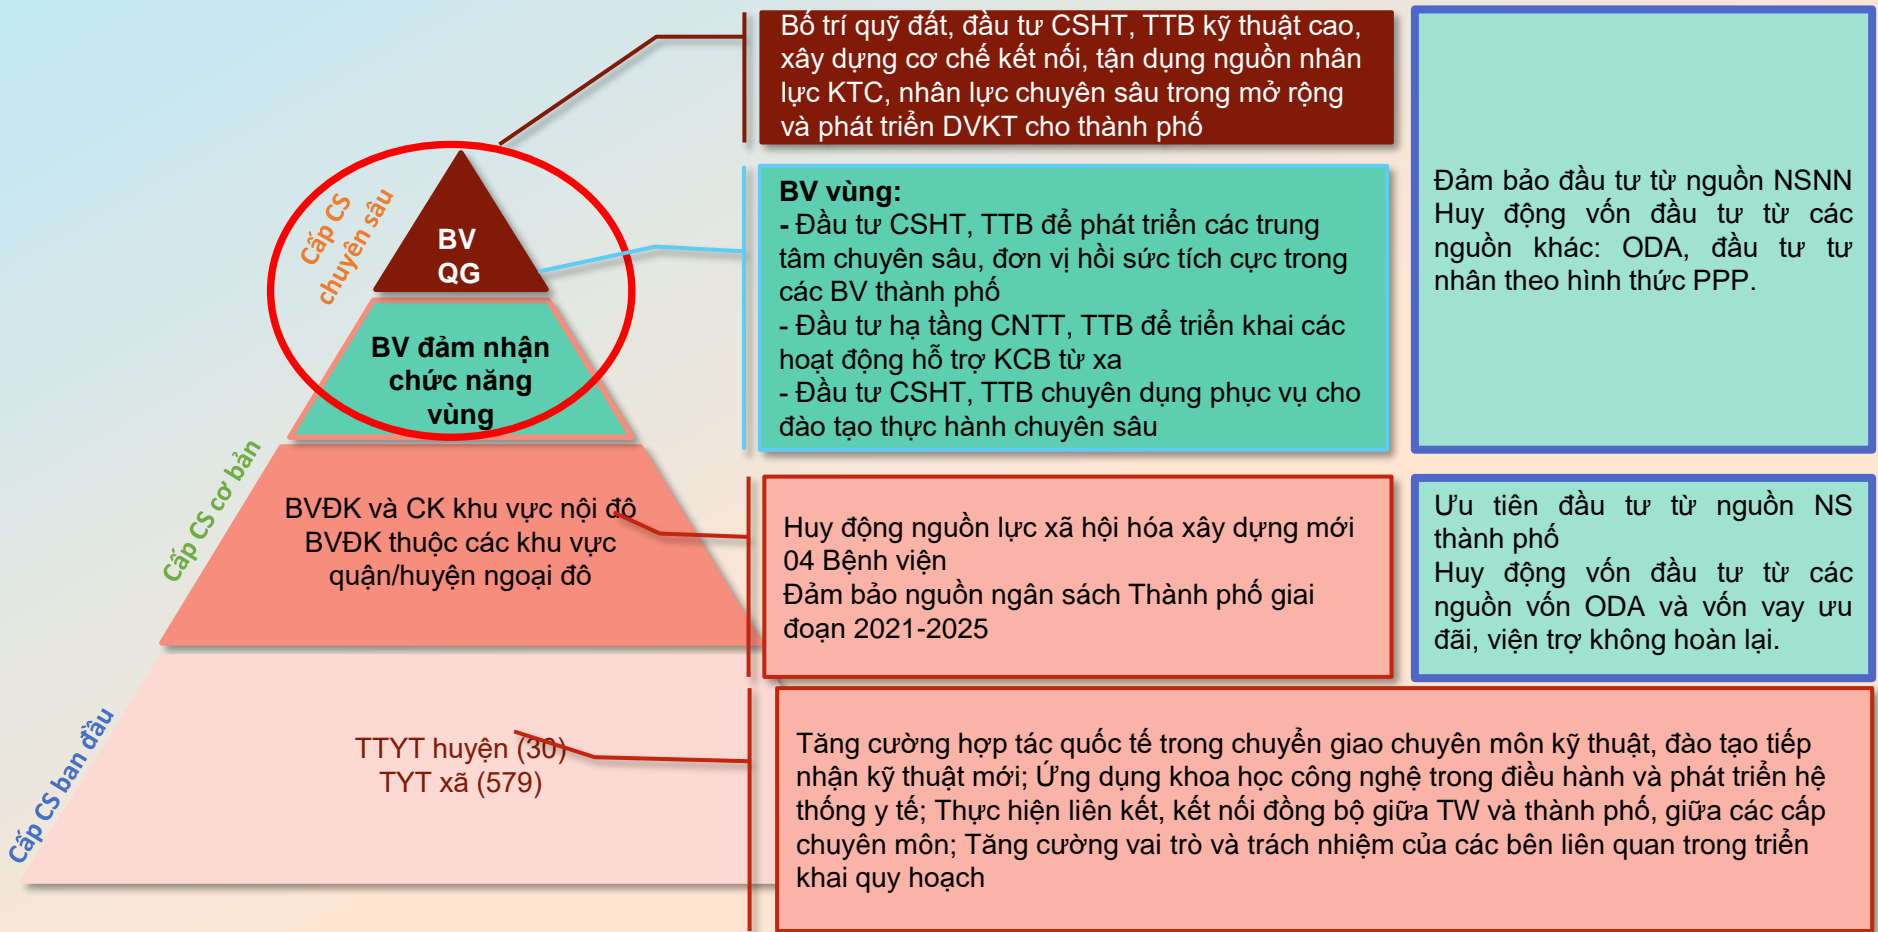 Bố trí quỹ đất, đầu tư CSHT, TTB kỹ thuật cao,
xây dựng cơ chế kết nối, tận dụng nguồn nhân
lực KTC, nhân lực chuyên sâu trong mở rộng
và phát triển DVKT cho thành phố
Cấp CS
chuyên sâu
BV
QG
BV vùng:
- Đầu tư CSHT, TTB để phát triển các trung
tâm chuyên sâu, đơn vị hồi sức tích cực trong
các BV thành phố
- Đầu tư hạ tầng CNTT, TTB để triển khai các
hoạt động hỗ trợ KCB từ xa
- Đầu tư CSHT, TTB chuyên dụng phục vụ cho
đào tạo thực hành chuyên sâu
Đảm bảo đầu tư từ nguồn NSNN
Huy động vốn đầu tư từ các
nguồn khác: ODA, đầu tư tư
nhân theo hình thức PPP.
BV đảm nhận
chức năng
vùng
Cấp CS cơ bản
BVĐK và CK khu vực nội đô
BVĐK thuộc các khu vực
quận/huyện ngoại đô
Huy động nguồn lực xã hội hóa xây dựng mới
04 Bệnh viện
Đảm bảo nguồn ngân sách Thành phố giai
đoạn 2021-2025
Ưu tiên đầu tư từ nguồn NS
thành phố
Huy động vốn đầu tư từ các
nguồn vốn ODA và vốn vay ưu
đãi, viện trợ không hoàn lại.
Cấp CS ban đầu
TTYT huyện (30)
TYT xã (579)
Tăng cường hợp tác quốc tế trong chuyển giao chuyên môn kỹ thuật, đào tạo tiếp
nhận kỹ thuật mới; Ứng dụng khoa học công nghệ trong điều hành và phát triển hệ
thống y tế; Thực hiện liên kết, kết nối đồng bộ giữa TW và thành phố, giữa các cấp
chuyên môn; Tăng cường vai trò và trách nhiệm của các bên liên quan trong triển
khai quy hoạch